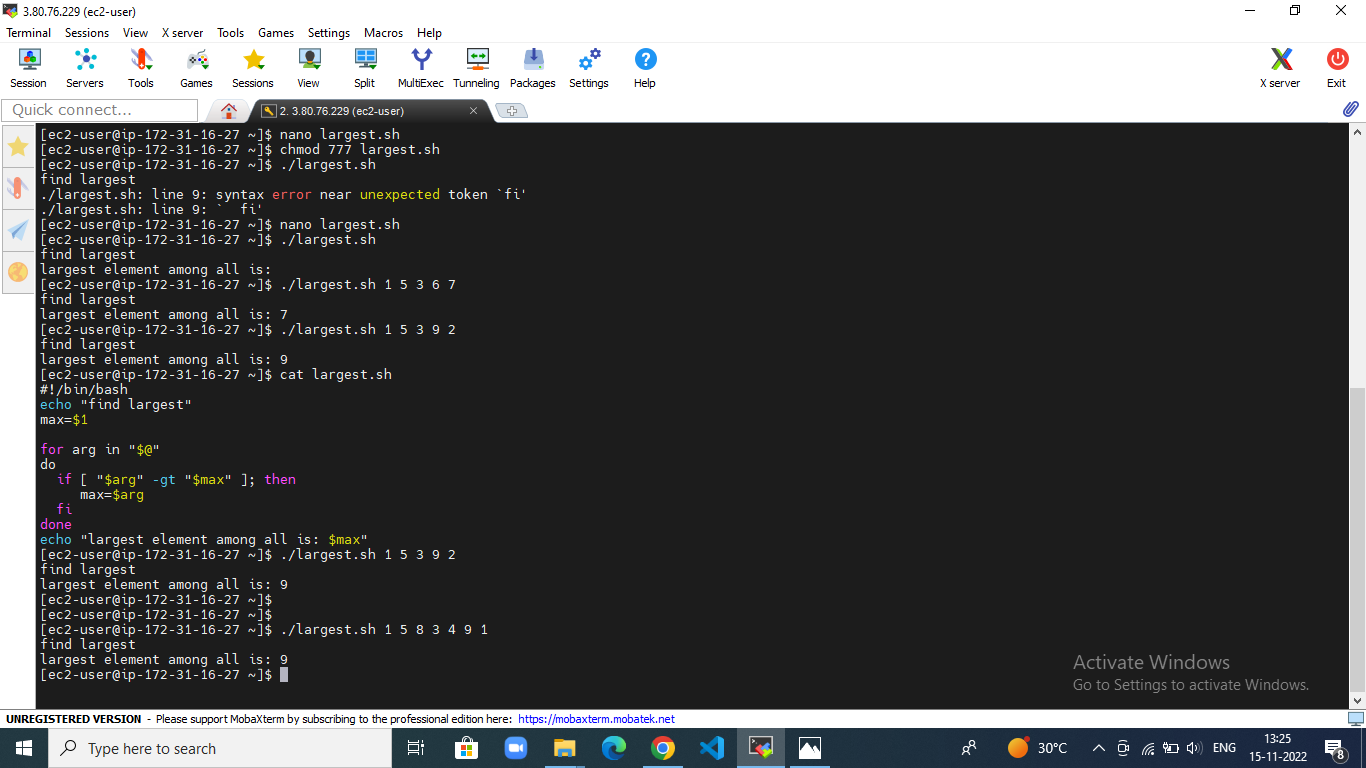 3.80.76.229 (ec2-user)
Terminal Sessions View X server Tools Games Settings Macros Help
Session Servers Tools Games Sessions View Split MultiExec Tunneling Packages Settings Help X server Exit
Quick connect... 2. 3.80.76.229 (ec2-user)
[ec2-user@ip-172-31-16-27 ~]$ nano largest.sh
[ec2-user@ip-172-31-16-27 ~]$ chmod 777 largest.sh
[ec2-user@ip-172-31-16-27 ~]$ ./largest.sh
find largest
./largest.sh: line 9: syntax error near unexpected token `fi'
./largest.sh: line 9: `  fi'
[ec2-user@ip-172-31-16-27 ~]$ nano largest.sh
[ec2-user@ip-172-31-16-27 ~]$ ./largest.sh
find largest
largest element among all is:
[ec2-user@ip-172-31-16-27 ~]$ ./largest.sh 1 5 3 6 7
find largest
largest element among all is: 7
[ec2-user@ip-172-31-16-27 ~]$ ./largest.sh 1 5 3 9 2
find largest
largest element among all is: 9
[ec2-user@ip-172-31-16-27 ~]$ cat largest.sh
#!/bin/bash
echo "find largest"
max=$1
for arg in "$@"
do
  if [ "$arg" -gt "$max" ]; then
     max=$arg
  fi
done
echo "largest element among all is: $max"
[ec2-user@ip-172-31-16-27 ~]$ ./largest.sh 1 5 3 9 2
find largest
largest element among all is: 9
[ec2-user@ip-172-31-16-27 ~]$
[ec2-user@ip-172-31-16-27 ~]$
[ec2-user@ip-172-31-16-27 ~]$ ./largest.sh 1 5 8 3 4 9 1
find largest
largest element among all is: 9
[ec2-user@ip-172-31-16-27 ~]$
Activate Windows
Go to Settings to activate Windows.
UNREGISTERED VERSION - Please support MobaXterm by subscribing to the professional edition here: https://mobaxterm.mobatek.net
Type here to search
30°C
ENG
13:25
15-11-2022
8